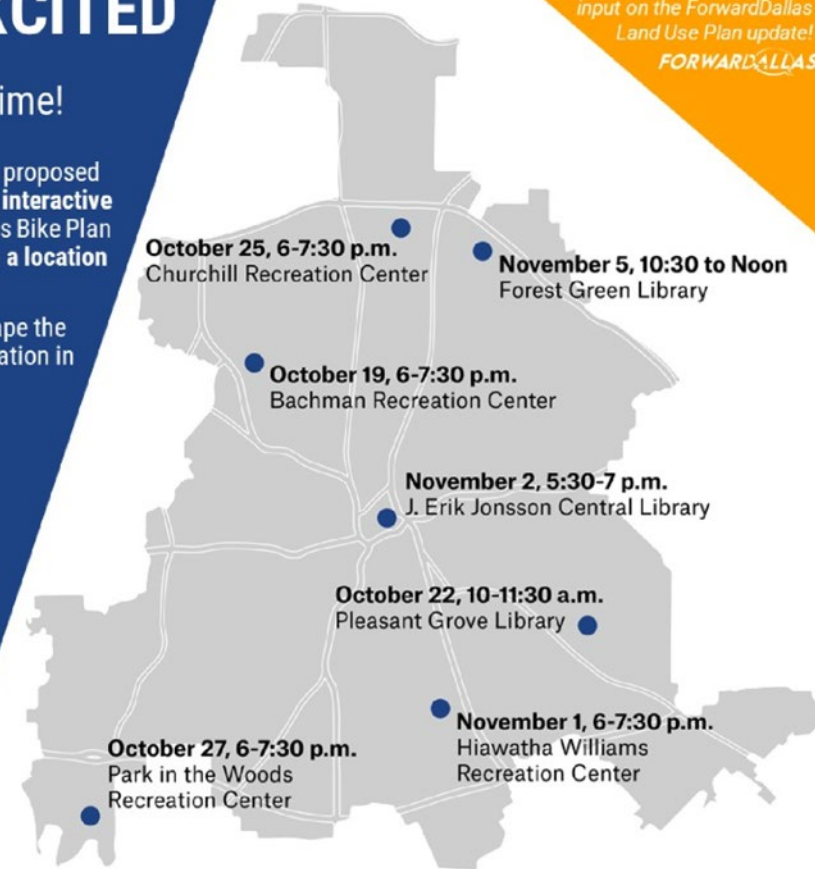 CITED
ime!
proposed
interactive
s Bike Plan
a location
ape the
ation in
input on the ForwardDallas
Land Use Plan update!
FORWARDALLAS
October 25, 6-7:30 p.m.
Churchill Recreation Center
November 5, 10:30 to Noon
Forest Green Library
October 19, 6-7:30 p.m.
Bachman Recreation Center
November 2, 5:30-7 p.m.
J. Erik Jonsson Central Library
October 22, 10-11:30 a.m.
Pleasant Grove Library
November 1, 6-7:30 p.m.
Hiawatha Williams
Recreation Center
October 27, 6-7:30 p.m.
Park in the Woods
Recreation Center